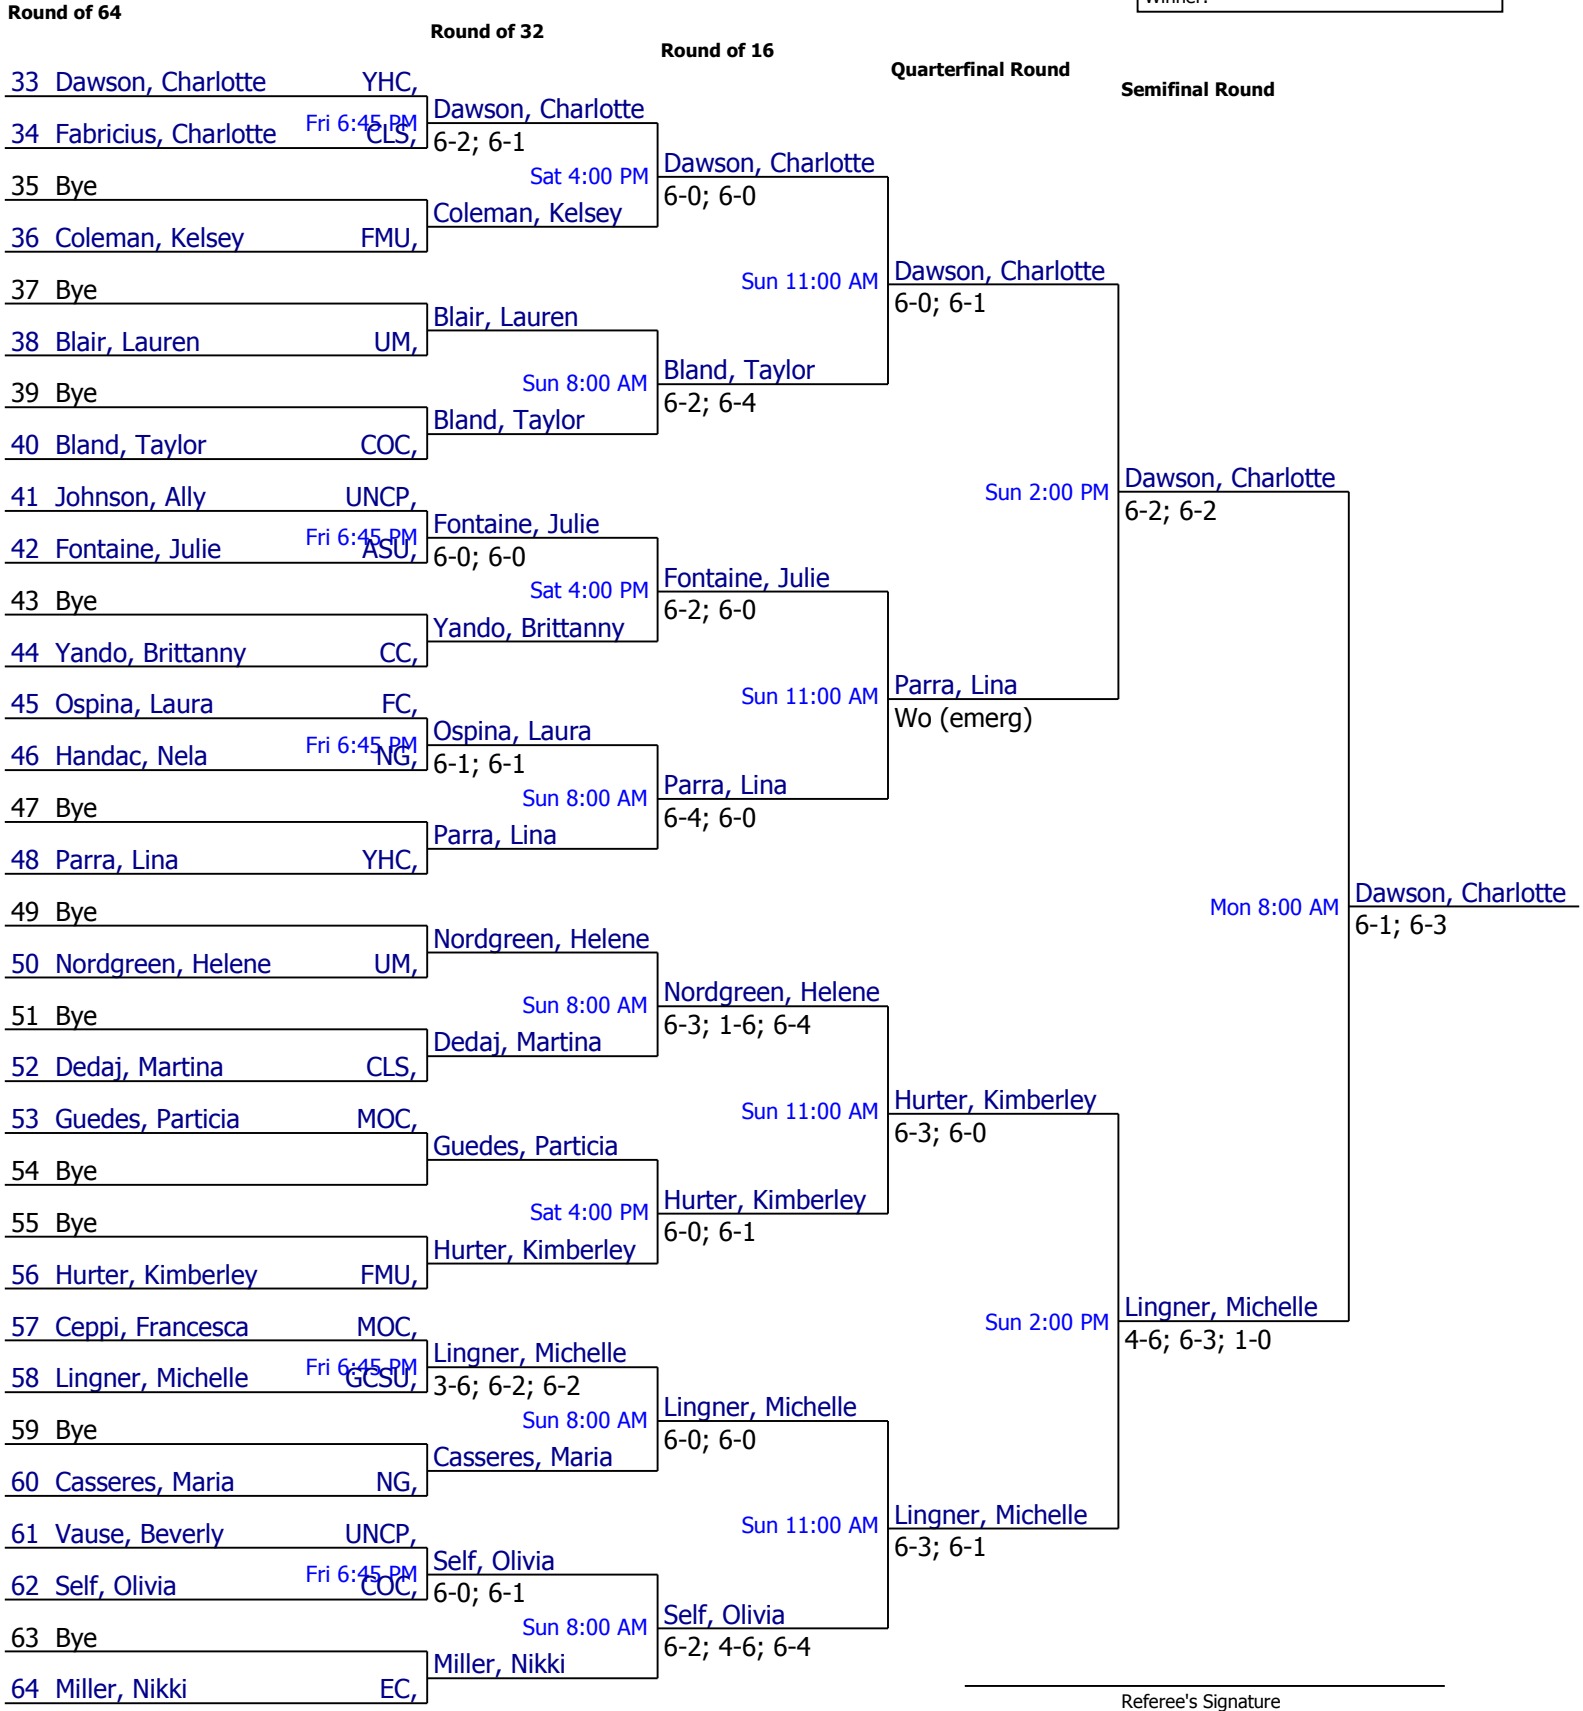 Winner:
Round of 64
Round of 32
Round of 16
Quarterfinal Round
Semifinal Round
33 Dawson, Charlotte YHC,
Fri 6:45 PM
34 Fabricius, Charlotte CLS,
35 Bye
36 Coleman, Kelsey FMU,
37 Bye
38 Blair, Lauren UM,
39 Bye
40 Bland, Taylor COC,
41 Johnson, Ally UNCP,
Fri 6:45 PM
42 Fontaine, Julie ASU,
43 Bye
44 Yando, Brittanny CC,
45 Ospina, Laura FC,
Fri 6:45 PM
46 Handac, Nela NG,
47 Bye
48 Parra, Lina YHC,
49 Bye
50 Nordgreen, Helene UM,
51 Bye
52 Dedaj, Martina CLS,
53 Guedes, Particia MOC,
54 Bye
55 Bye
56 Hurter, Kimberley FMU,
57 Ceppi, Francesca MOC,
Fri 6:45 PM
58 Lingner, Michelle GCSU,
59 Bye
60 Casseres, Maria NG,
61 Vause, Beverly UNCP,
Fri 6:45 PM
62 Self, Olivia COC,
63 Bye
64 Miller, Nikki EC,
Dawson, Charlotte
6-2; 6-1
Sat 4:00 PM
Coleman, Kelsey
Blair, Lauren
Sun 8:00 AM
Bland, Taylor
Fontaine, Julie
6-0; 6-0
Sat 4:00 PM
Yando, Brittanny
Ospina, Laura
6-1; 6-1
Sun 8:00 AM
Parra, Lina
Nordgreen, Helene
Sun 8:00 AM
Dedaj, Martina
Guedes, Particia
Sat 4:00 PM
Hurter, Kimberley
Lingner, Michelle
3-6; 6-2; 6-2
Sun 8:00 AM
Casseres, Maria
Self, Olivia
6-0; 6-1
Sun 8:00 AM
Miller, Nikki
Dawson, Charlotte
6-0; 6-0
Sun 11:00 AM
Bland, Taylor
6-2; 6-4
Fontaine, Julie
6-2; 6-0
Sun 11:00 AM
Parra, Lina
6-4; 6-0
Nordgreen, Helene
6-3; 1-6; 6-4
Sun 11:00 AM
Hurter, Kimberley
6-0; 6-1
Lingner, Michelle
6-0; 6-0
Sun 11:00 AM
Self, Olivia
6-2; 4-6; 6-4
Dawson, Charlotte
6-0; 6-1
Sun 2:00 PM
Parra, Lina
Wo (emerg)
Hurter, Kimberley
6-3; 6-0
Sun 2:00 PM
Lingner, Michelle
6-3; 6-1
Dawson, Charlotte
6-2; 6-2
Mon 8:00 AM
Lingner, Michelle
4-6; 6-3; 1-0
Dawson, Charlotte
6-1; 6-3
Referee's Signature